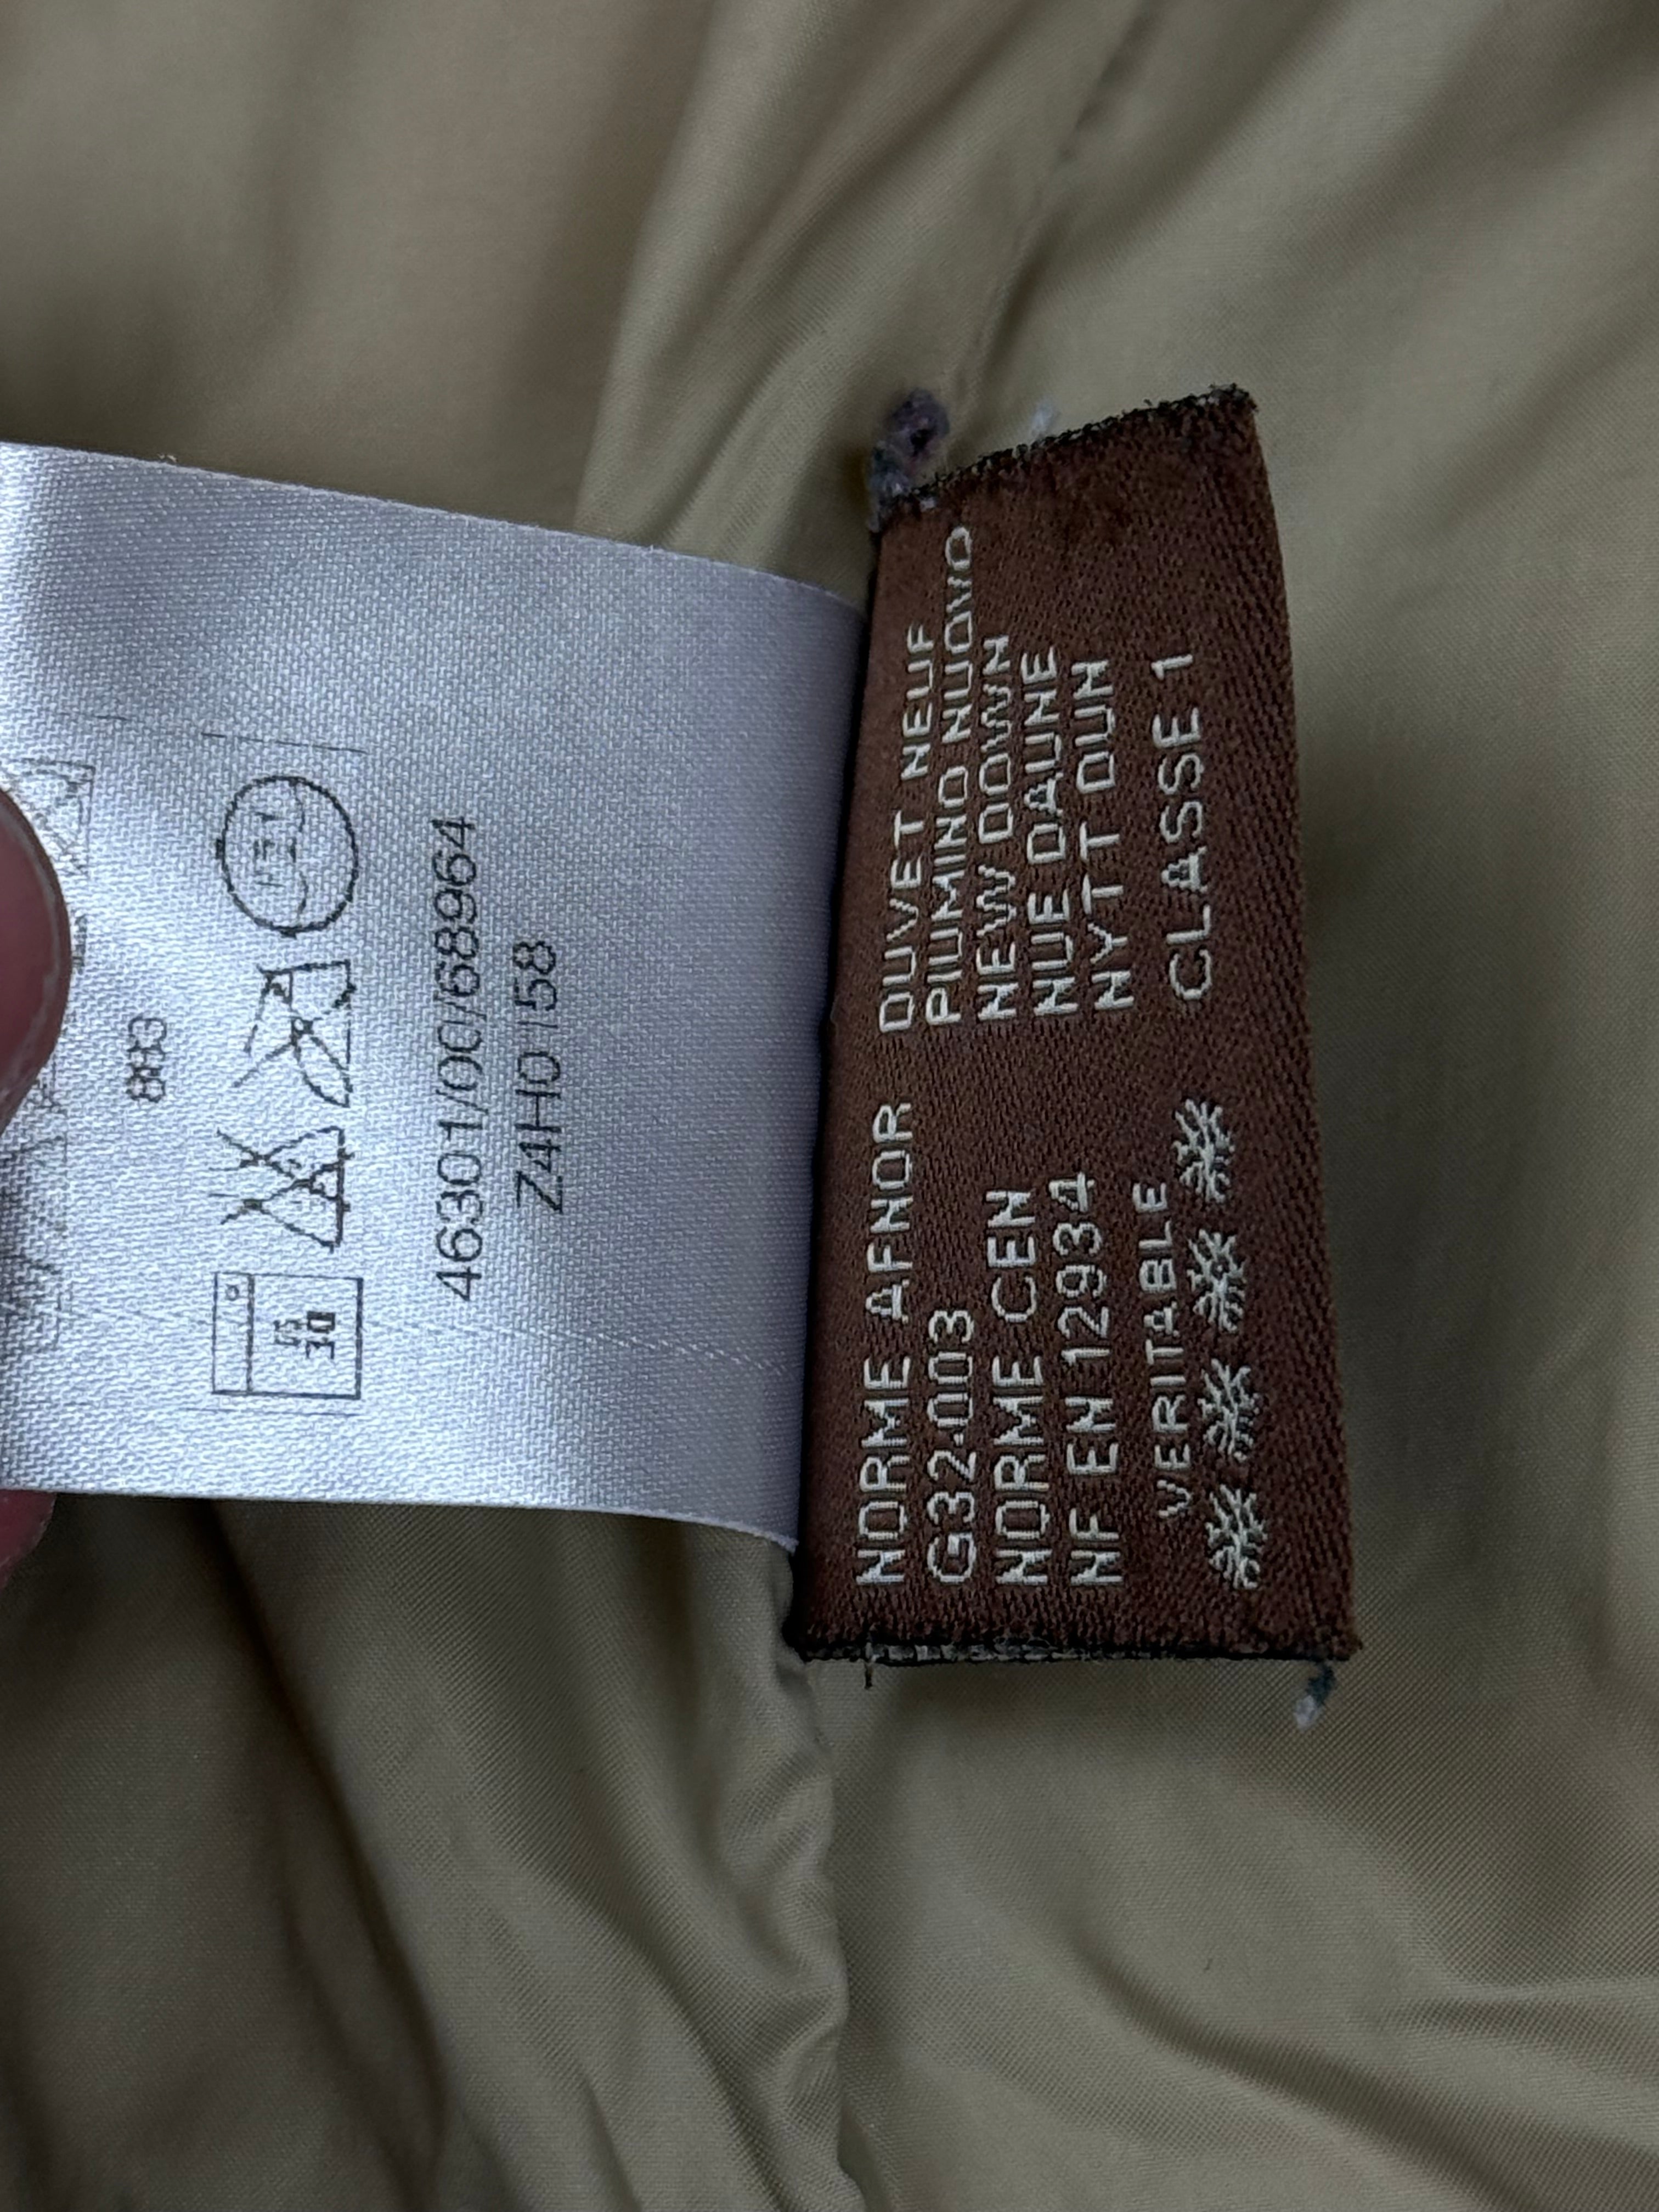 883
46301/00/68964
Z4H0158
NORME AFNOR
G32.003
NORME CEN
NF EN 12934
VERITABLE
DUVET NEUF
PIUMINO NUOVO
NEW DOWN
NUE DAUNE
NYTT DUN
CLASSE 1